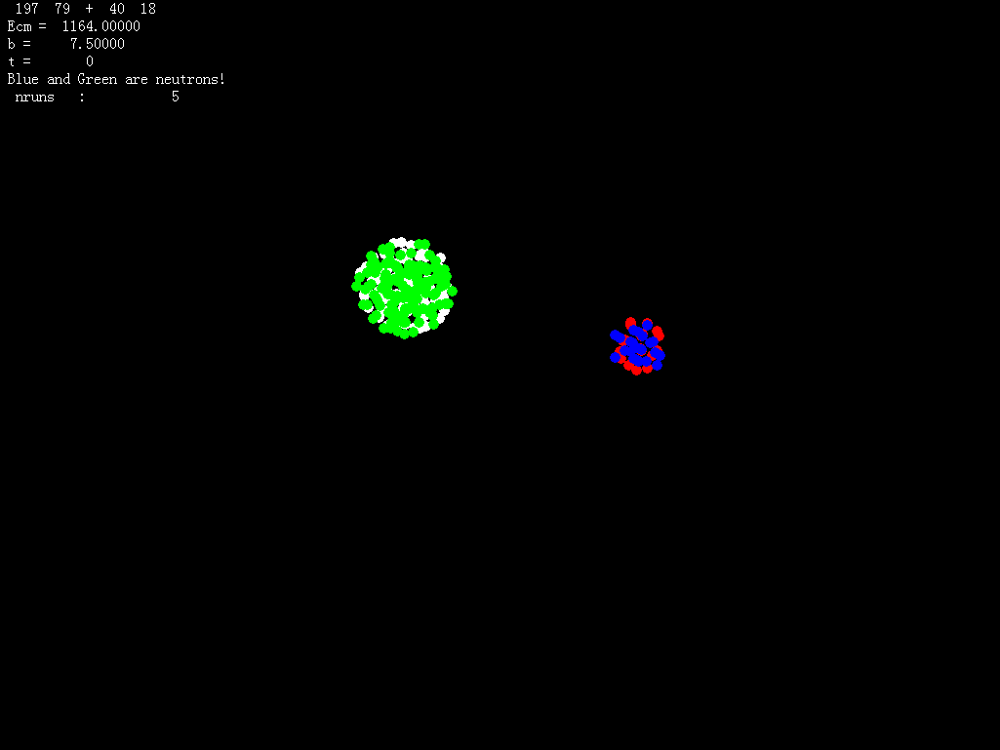 197 79 + 40 18
Ecm = 1164.00000
b = 7.50000
t = 0
Blue and Green are neutrons!
nruns : 5